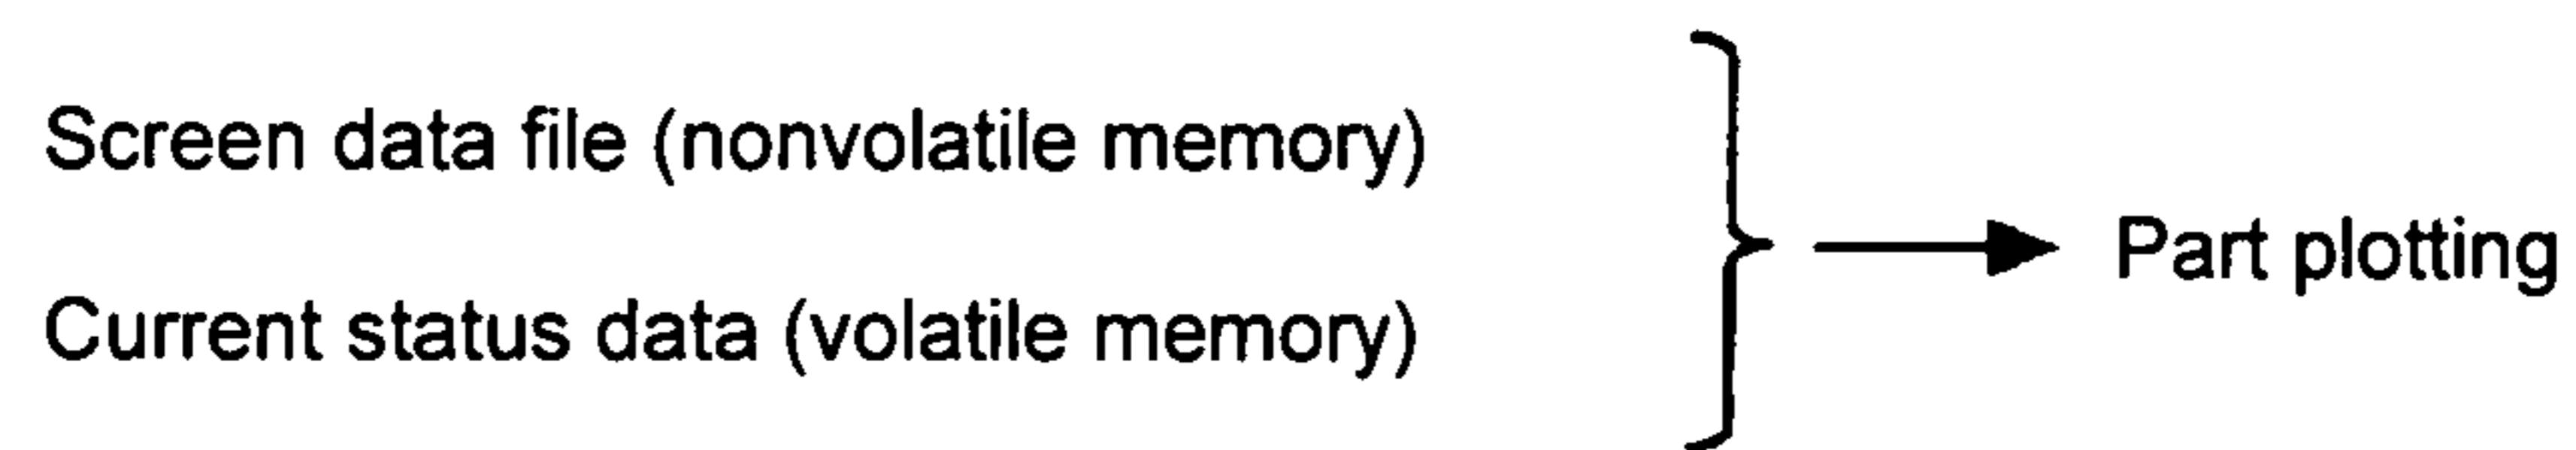 Screen data file (nonvolatile memory)
Part plotting
Current status data (volatile memory)